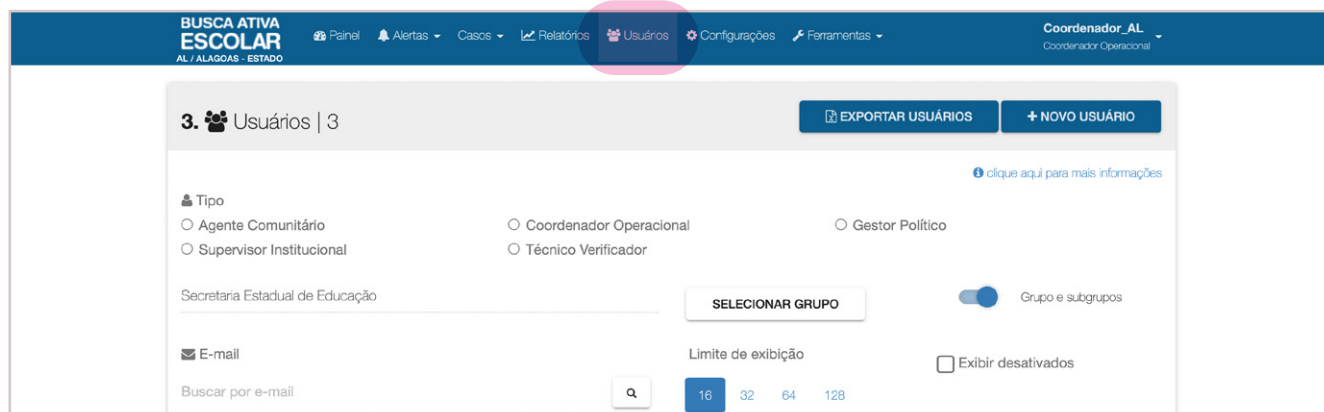 BUSCA ATIVA
ESCOLAR
AL / ALAGOAS - ESTADO
Painel Alertas Casos Relatórios Usuários Configurações Ferramentas
Coordenador_AL
Coordenador Operacional
3. Usuários | 3
EXPORTAR USUÁRIOS
+ NOVO USUÁRIO
clique aqui para mais informações
Tipo
Agente Comunitário Coordenador Operacional Gestor Político
Supervisor Institucional Técnico Verificador
Secretaria Estadual de Educação SELECIONAR GRUPO Grupo e subgrupos
E-mail Limite de exibição Exibir desativados
Buscar por e-mail 16 32 64 128